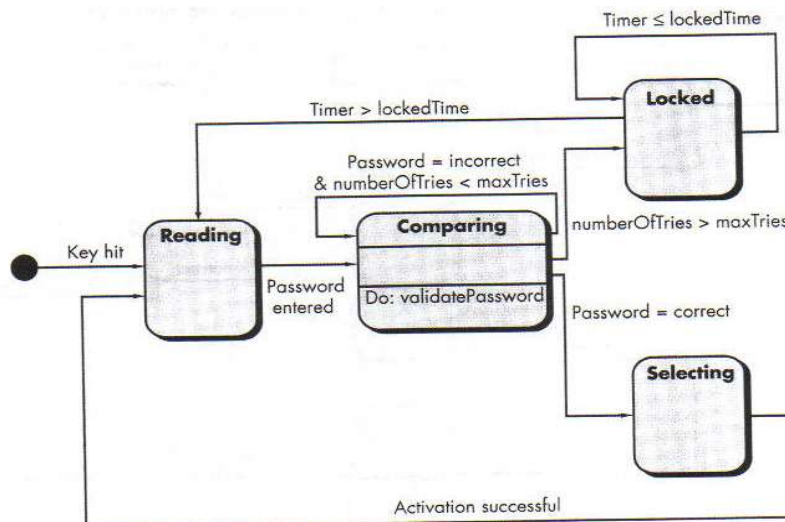 Timer ≤ lockedTime
Locked
Timer > lockedTime
Password = incorrect
& numberOfTries < maxTries
Reading
Comparing
numberOfTries > maxTries
Key hit
Password
entered
Do: validatePassword
Password = correct
Selecting
Activation successful